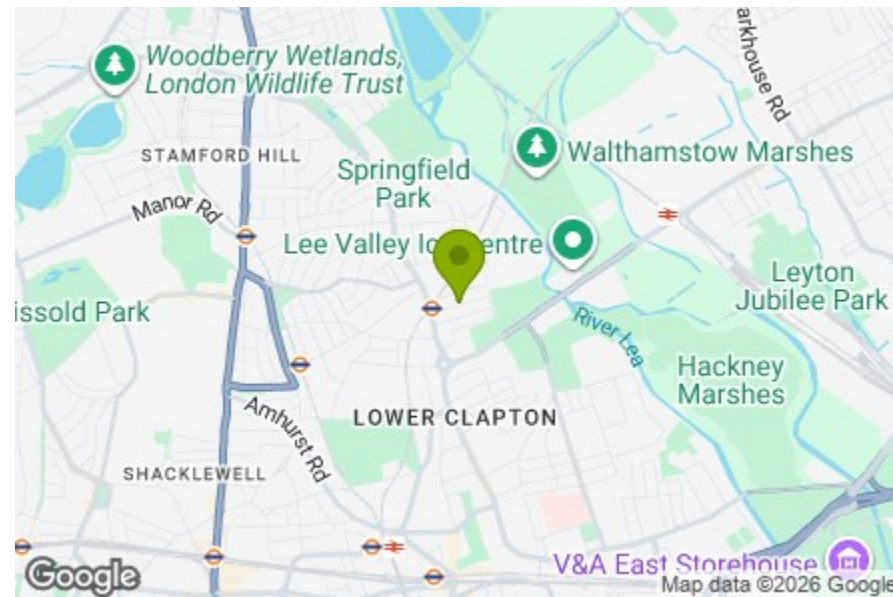 Woodberry Wetlands,
London Wildlife Trust
arkhouse Rd
STAMFORD HILL
Walthamstow Marshes
Springfield
Park
Manor Rd
Lee Valley Ic entre
Leyton
Jubilee Park
issold Park
River Lea
Hackney
Marshes
Amhurst Rd
LOWER CLAPTON
SHACKLEWELL
V&A East Storehouse
Google
Map data ©2026 Google